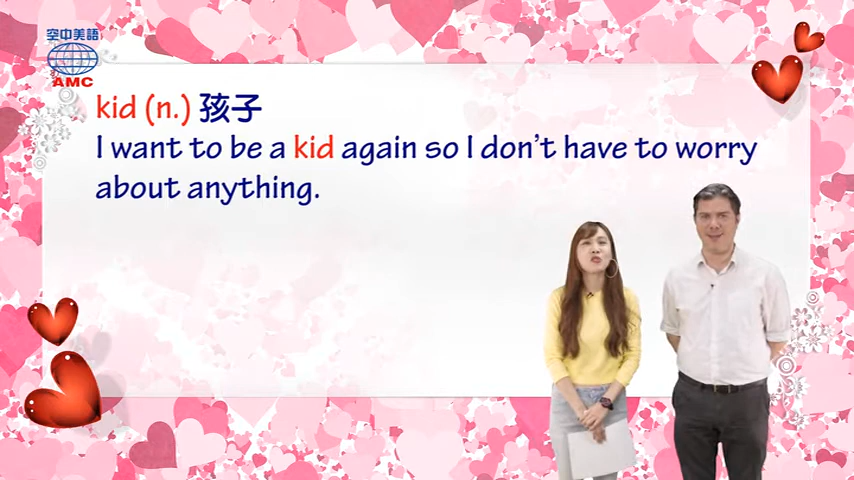 空中美語
AMC
kid (n.) 孩子
I want to be a kid again so I don't have to worry
about anything.